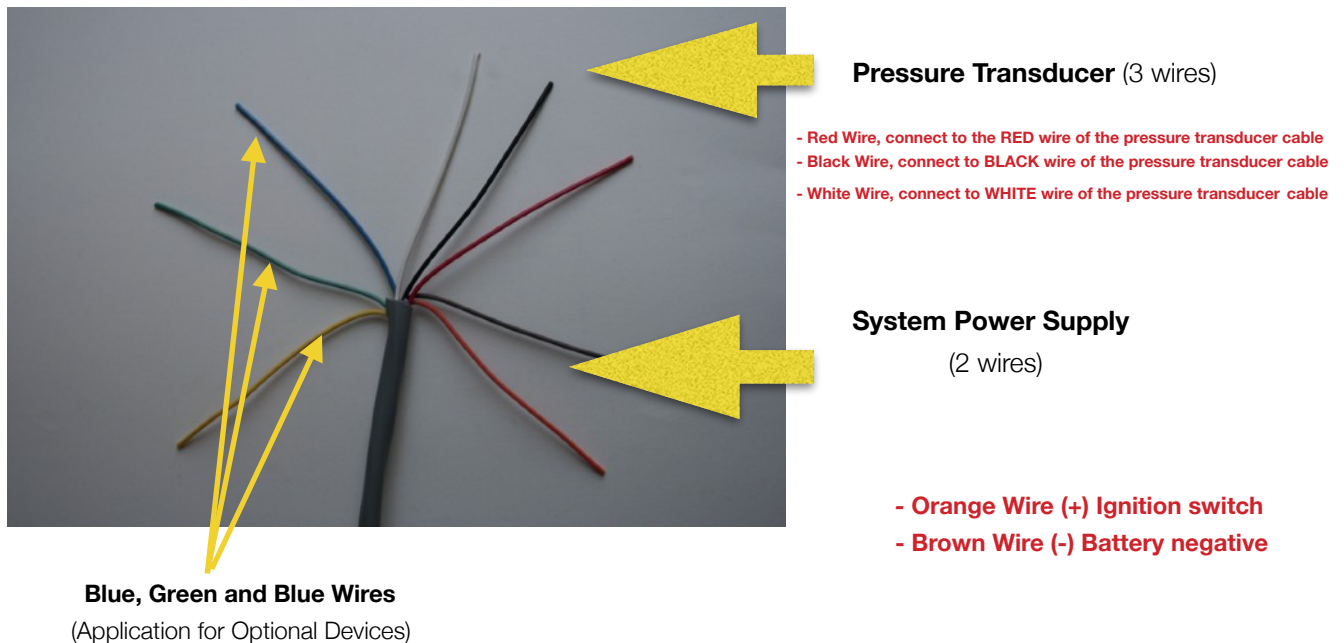 Pressure Transducer (3 wires)
- Red Wire, connect to the RED wire of the pressure transducer cable
- Black Wire, connect to BLACK wire of the pressure transducer cable
- White Wire, connect to WHITE wire of the pressure transducer cable
System Power Supply
(2 wires)
- Orange Wire (+) Ignition switch
- Brown Wire (-) Battery negative
Blue, Green and Blue Wires
(Application for Optional Devices)